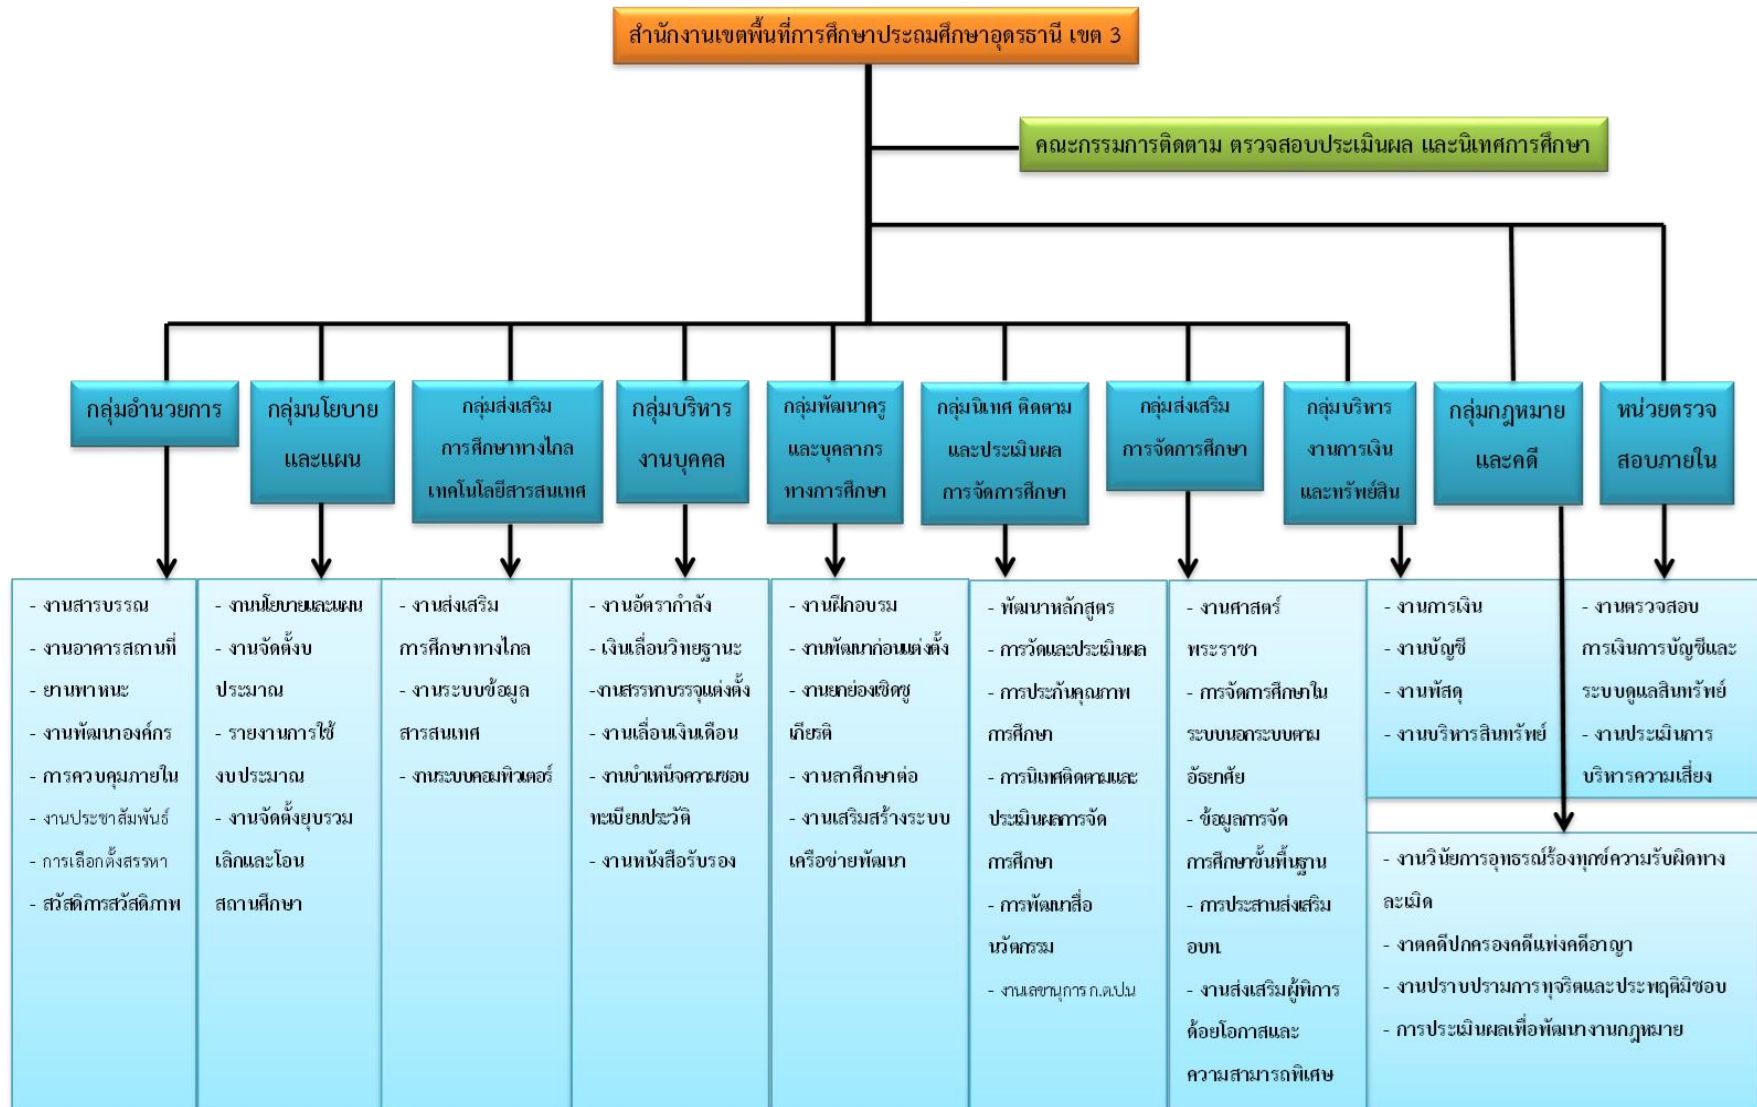 สำนักงานเขตพื้นที่การศึกษาประถมศึกษาอุดรธานี เขต 3
คณะกรรมการติดตาม ตรวจสอบประเมินผล และนิเทศการศึกษา
กลุ่มอำนวยการ
กลุ่มนโยบาย
และแผน
กลุ่มส่งเสริม
การศึกษาทางไกล
เทคโนโลยีสารสนเทศ
กลุ่มบริหาร
งานบุคคล
กลุ่มพัฒนาครู
และบุคลากร
ทางการศึกษา
กลุ่มนิเทศ ติดตาม
และประเมินผล
การจัดการศึกษา
กลุ่มส่งเสริม
การจัดการศึกษา
กลุ่มบริหาร
งานการเงิน
และทรัพย์สิน
กลุ่มกฎหมาย
และคดี
หน่วยตรวจ
สอบภายใน
- งานสารบรรณ
- งานอาคารสถานที่
- ยานพาหนะ
- งานพัฒนาองค์กร
- การควบคุมภายใน
- งานประชาสัมพันธ์
- การเลือกตั้งสรรหา
- สวัสดิการสวัสดิภาพ
- งานนโยบายและแผน
- งานจัดตั้งงบ
ประมาณ
- รายงานการใช้
งบประมาณ
- งานจัดตั้งยุบรวม
เลิกและโอน
สถานศึกษา
- งานส่งเสริม
การศึกษาทางไกล
- งานระบบข้อมูล
สารสนเทศ
- งานระบบคอมพิวเตอร์
- งานอัตรากำลัง
- เงินเลื่อนวิทยฐานะ
-งานสรรหาบรรจุแต่งตั้ง
- งานเลื่อนเงินเดือน
- งานบำเหน็จความชอบ
ทะเบียนประวัติ
- งานหนังสือรับรอง
- งานฝึกอบรม
- งานพัฒนาก่อนแต่งตั้ง
- งานยกย่องเชิดชู
เกียรติ
- งานลาศึกษาต่อ
- งานเสริมสร้างระบบ
เครือข่ายพัฒนา
- พัฒนาหลักสูตร
- การวัดและประเมินผล
- การประกันคุณภาพ
การศึกษา
- การนิเทศติดตามและ
ประเมินผลการจัด
การศึกษา
- การพัฒนาสื่อ
นวัตกรรม
- งานเลขานุการ ก.ต.ป.น
- งานศาสตร์
พระราชา
- การจัดการศึกษาใน
ระบบนอกระบบตาม
อัธยาศัย
- ข้อมูลการจัด
การศึกษาขั้นพื้นฐาน
- การประสานส่งเสริม
อบท.
- งานส่งเสริมผู้พิการ
ด้อยโอกาสและ
ความสามารถพิเศษ
- งานการเงิน
- งานบัญชี
- งานพัสดุ
- งานบริหารสินทรัพย์
- งานตรวจสอบ
การเงินการบัญชีและ
ระบบดูแลสินทรัพย์
- งานประเมินการ
บริหารความเสี่ยง
- งานวินัยการอุทธรณ์ร้องทุกข์ความรับผิดทาง
ละเมิด
- งาตคดีปกครองคดีแพ่งคดีอาญา
- งานปราบปรามการทุจริตและประพฤติมิชอบ
- การประเมินผลเพื่อพัฒนางานกฎหมาย